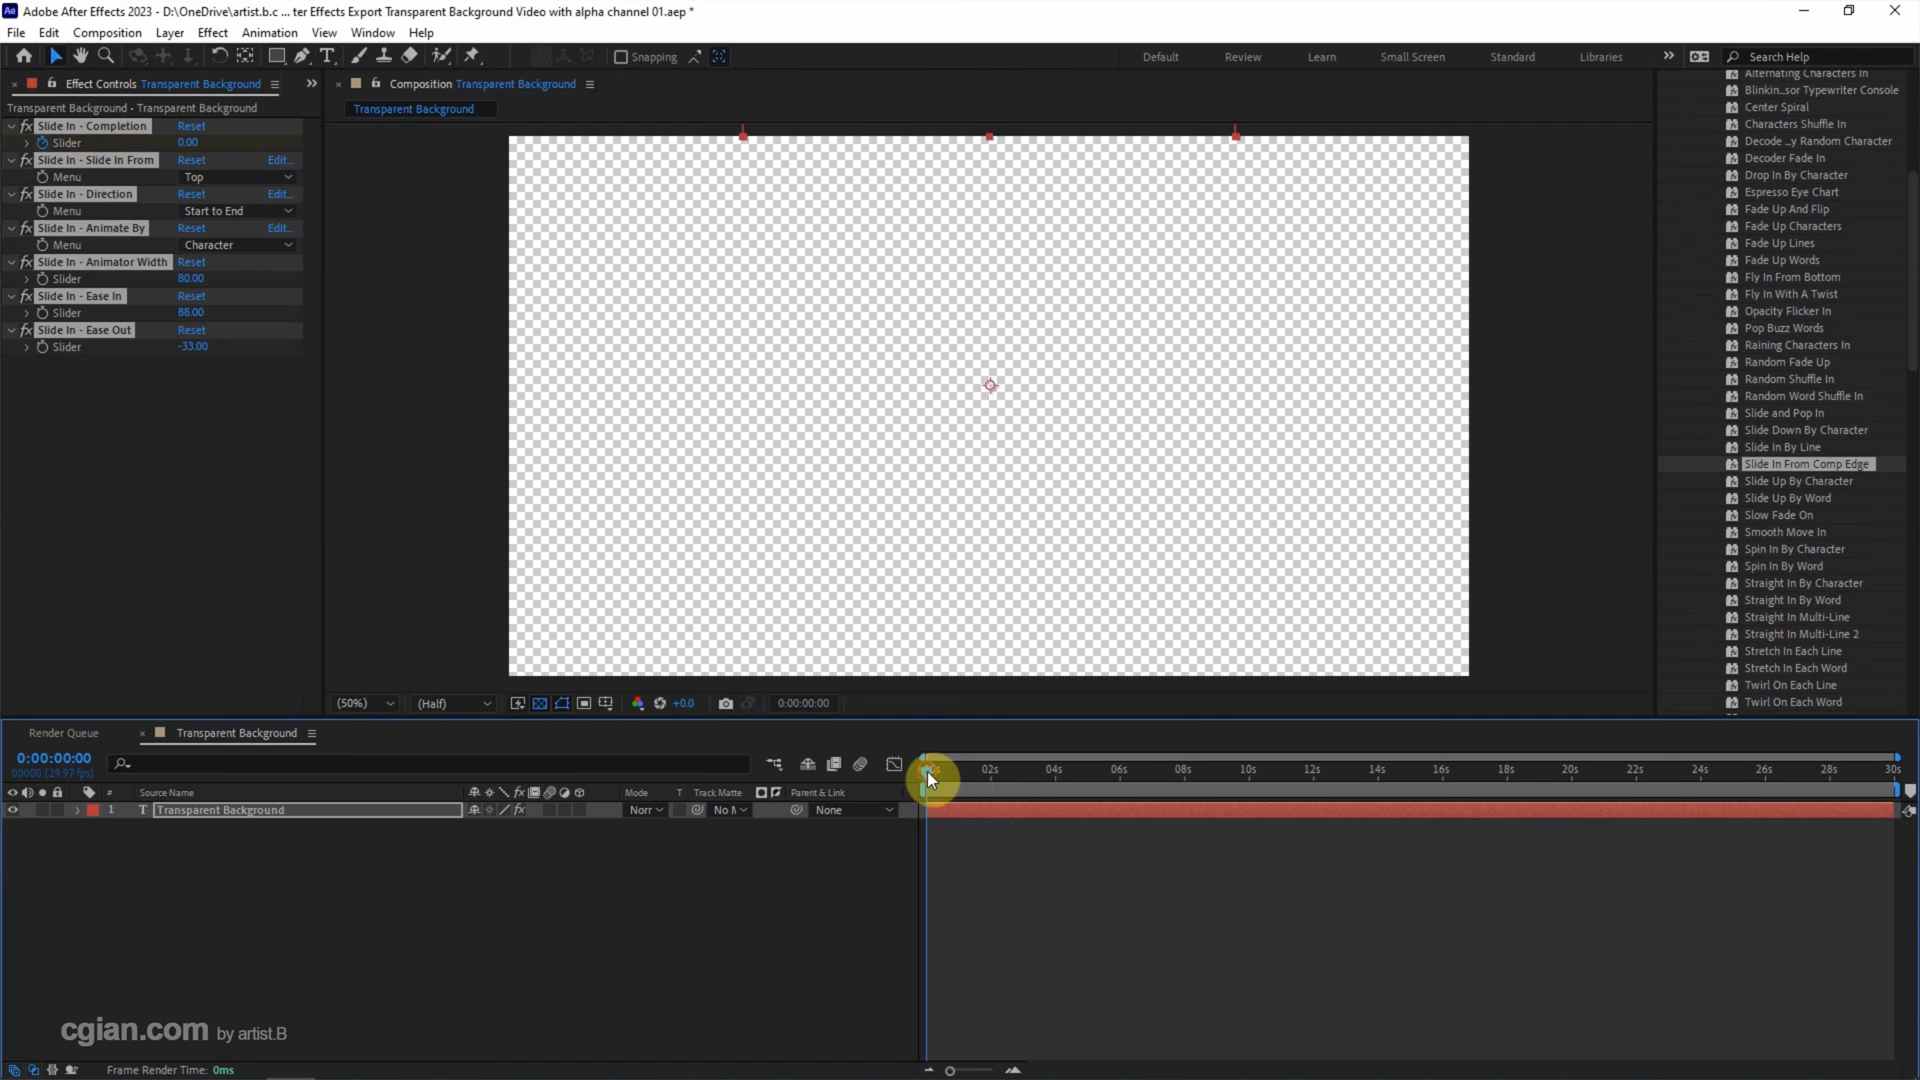 Adobe After Effects 2023 - D:\OneDrive\artist.b.c ... ter Effects Export Transparent Background Video with alpha channel 01.aep *
File Edit Composition Layer Effect Animation View Window Help
Snapping Default Review Learn Small Screen Standard Libraries Search Help
Effect Controls Transparent Background
Composition Transparent Background
Transparent Background • Transparent Background
Transparent Background
Slide In - Completion Reset
Slider 0.00
Slide In - Slide In From Reset Edit...
Menu Top
Slide In - Direction Reset Edit...
Menu Start to End
Slide In - Animate By Reset Edit...
Menu Character
Slide In - Animator Width Reset
Slider 80.00
Slide In - Ease In Reset
Slider 88.00
Slide In - Ease Out Reset
Slider -33.00
Alternating Characters In
Blinkin...sor Typewriter Console
Center Spiral
Characters Shuffle In
Decode ...y Random Character
Decoder Fade In
Drop In By Character
Espresso Eye Chart
Fade Up And Flip
Fade Up Characters
Fade Up Lines
Fade Up Words
Fly In From Bottom
Fly In With A Twist
Opacity Flicker In
Pop Buzz Words
Raining Characters In
Random Fade Up
Random Shuffle In
Random Word Shuffle In
Slide and Pop In
Slide Down By Character
Slide In By Line
Slide In From Comp Edge
Slide Up By Character
Slide Up By Word
Slow Fade On
Smooth Move In
Spin In By Character
Spin In By Word
Straight In By Character
Straight In By Word
Straight In Multi-Line
Straight In Multi-Line 2
Stretch In Each Line
Stretch In Each Word
Twirl On Each Line
Twirl On Each Word
(50%) (Half) +0.0 0:00:00:00
Render Queue Transparent Background
0:00:00:00
00000 (29.97 fps)
02s 04s 06s 08s 10s 12s 14s 16s 18s 20s 22s 24s 26s 28s 30s
# Source Name Mode T Track Matte Parent & Link
1 T Transparent Background Norr No M None
cgian.com by artist.B
Frame Render Time: 0ms